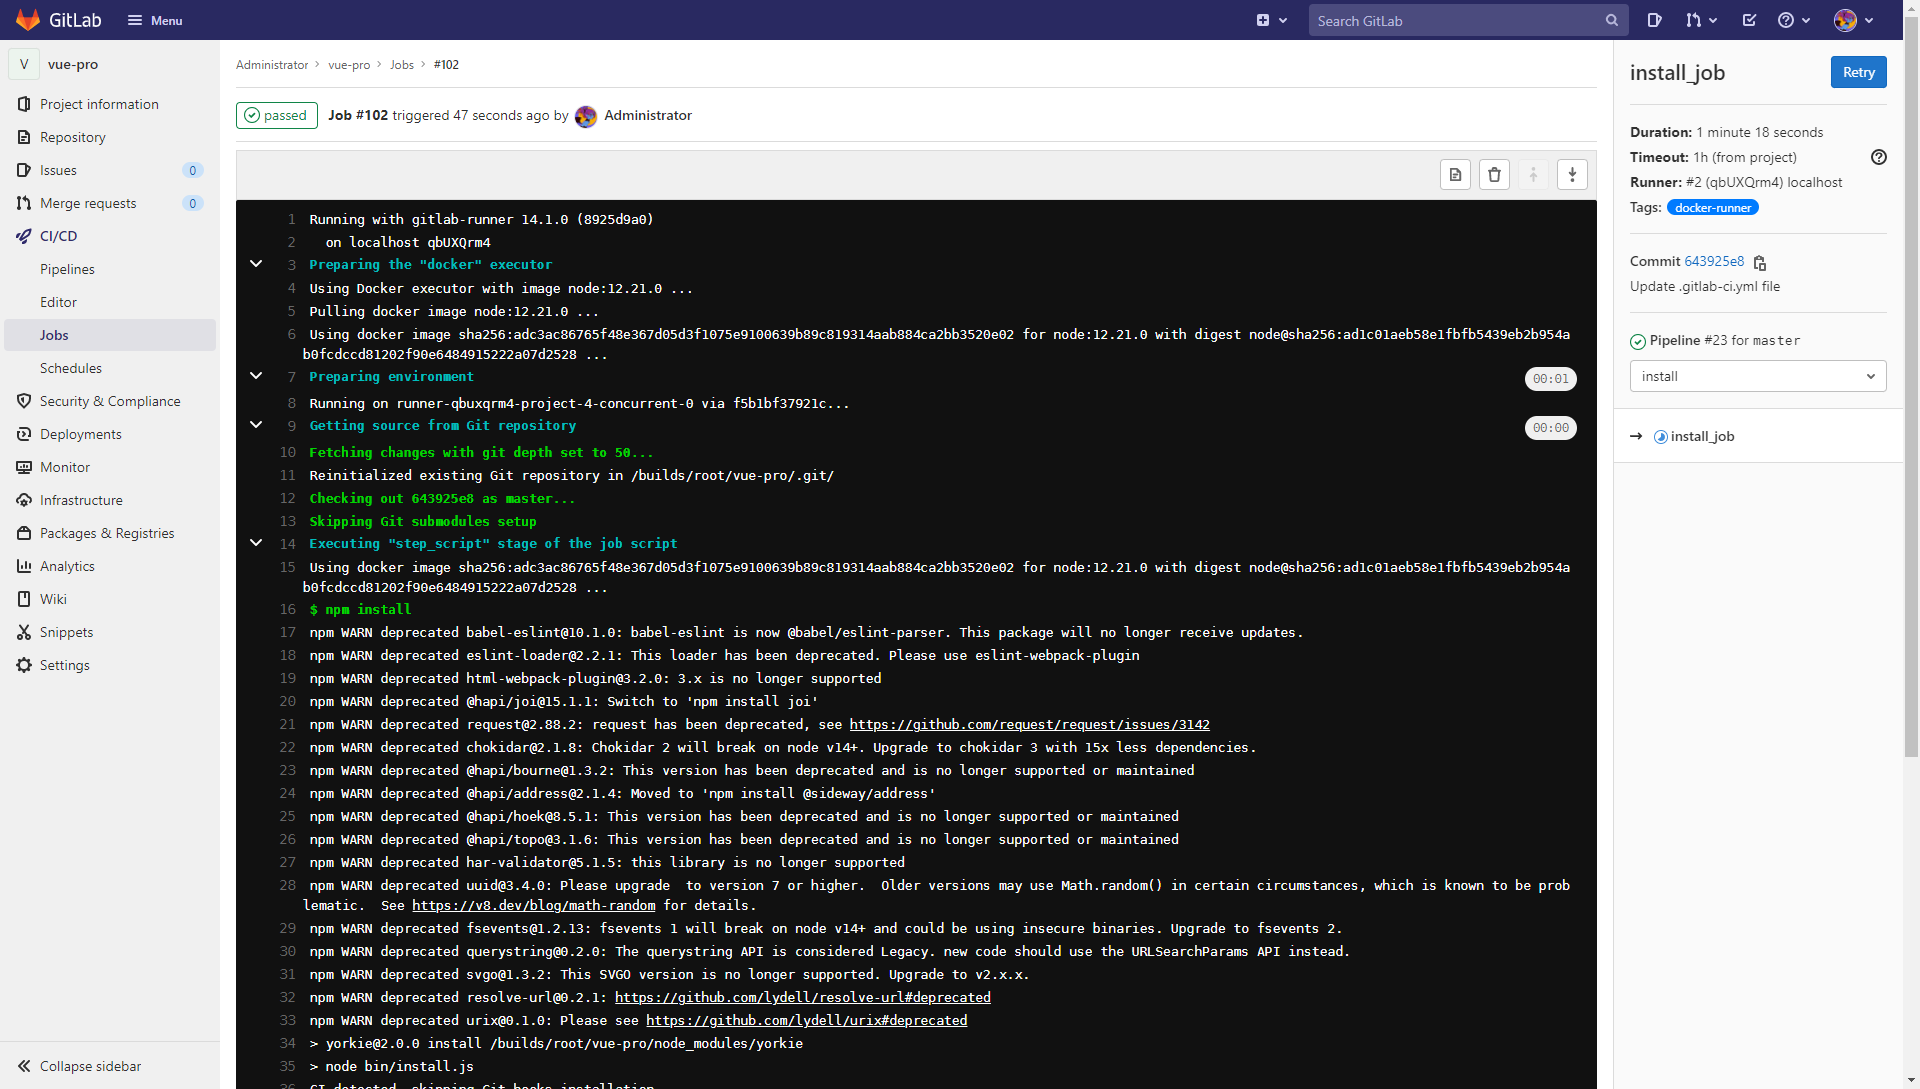 GitLab Menu Search GitLab
V vue-pro
Project information
Repository
Issues 0
Merge requests 0
CI/CD
Pipelines
Editor
Jobs
Schedules
Security & Compliance
Deployments
Monitor
Infrastructure
Packages & Registries
Analytics
Wiki
Snippets
Settings
Collapse sidebar
Administrator vue-pro Jobs #102
passed Job #102 triggered 47 seconds ago by Administrator
1 Running with gitlab-runner 14.1.0 (8925d9a0)
2 on localhost qbUXQrm4
3 Preparing the "docker" executor
4 Using Docker executor with image node:12.21.0 ...
5 Pulling docker image node:12.21.0 ...
6 Using docker image sha256:adc3ac86765f48e367d05d3f1075e9100639b89c819314aab884ca2bb3520e02 for node:12.21.0 with digest node@sha256:ad1c01aeb58e1fbfb5439eb2b954a
b0fcdccd81202f90e6484915222a07d2528 ...
7 Preparing environment 00:01
8 Running on runner-qbuxqrm4-project-4-concurrent-0 via f5b1bf37921c...
9 Getting source from Git repository 00:00
10 Fetching changes with git depth set to 50...
11 Reinitialized existing Git repository in /builds/root/vue-pro/.git/
12 Checking out 643925e8 as master...
13 Skipping Git submodules setup
14 Executing "step_script" stage of the job script
15 Using docker image sha256:adc3ac86765f48e367d05d3f1075e9100639b89c819314aab884ca2bb3520e02 for node:12.21.0 with digest node@sha256:ad1c01aeb58e1fbfb5439eb2b954a
b0fcdccd81202f90e6484915222a07d2528 ...
16 $ npm install
17 npm WARN deprecated babel-eslint@10.1.0: babel-eslint is now @babel/eslint-parser. This package will no longer receive updates.
18 npm WARN deprecated eslint-loader@2.2.1: This loader has been deprecated. Please use eslint-webpack-plugin
19 npm WARN deprecated html-webpack-plugin@3.2.0: 3.x is no longer supported
20 npm WARN deprecated @hapi/joi@15.1.1: Switch to 'npm install joi'
21 npm WARN deprecated request@2.88.2: request has been deprecated, see https://github.com/request/request/issues/3142
22 npm WARN deprecated chokidar@2.1.8: Chokidar 2 will break on node v14+. Upgrade to chokidar 3 with 15x less dependencies.
23 npm WARN deprecated @hapi/bourne@1.3.2: This version has been deprecated and is no longer supported or maintained
24 npm WARN deprecated @hapi/address@2.1.4: Moved to 'npm install @sideway/address'
25 npm WARN deprecated @hapi/hoek@8.5.1: This version has been deprecated and is no longer supported or maintained
26 npm WARN deprecated @hapi/topo@3.1.6: This version has been deprecated and is no longer supported or maintained
27 npm WARN deprecated har-validator@5.1.5: this library is no longer supported
28 npm WARN deprecated uuid@3.4.0: Please upgrade  to version 7 or higher.  Older versions may use Math.random() in certain circumstances, which is known to be prob
lematic.  See https://v8.dev/blog/math-random for details.
29 npm WARN deprecated fsevents@1.2.13: fsevents 1 will break on node v14+ and could be using insecure binaries. Upgrade to fsevents 2.
30 npm WARN deprecated querystring@0.2.0: The querystring API is considered Legacy. new code should use the URLSearchParams API instead.
31 npm WARN deprecated svgo@1.3.2: This SVGO version is no longer supported. Upgrade to v2.x.x.
32 npm WARN deprecated resolve-url@0.2.1: https://github.com/lydell/resolve-url#deprecated
33 npm WARN deprecated urix@0.1.0: Please see https://github.com/lydell/urix#deprecated
34 > yorkie@2.0.0 install /builds/root/vue-pro/node_modules/yorkie
35 > node bin/install.js
36 CI detected, skipping Git hooks installation
install_job Retry
Duration: 1 minute 18 seconds
Timeout: 1h (from project)
Runner: #2 (qbUXQrm4) localhost
Tags: docker-runner
Commit 643925e8
Update .gitlab-ci.yml file
Pipeline #23 for master
install
install_job